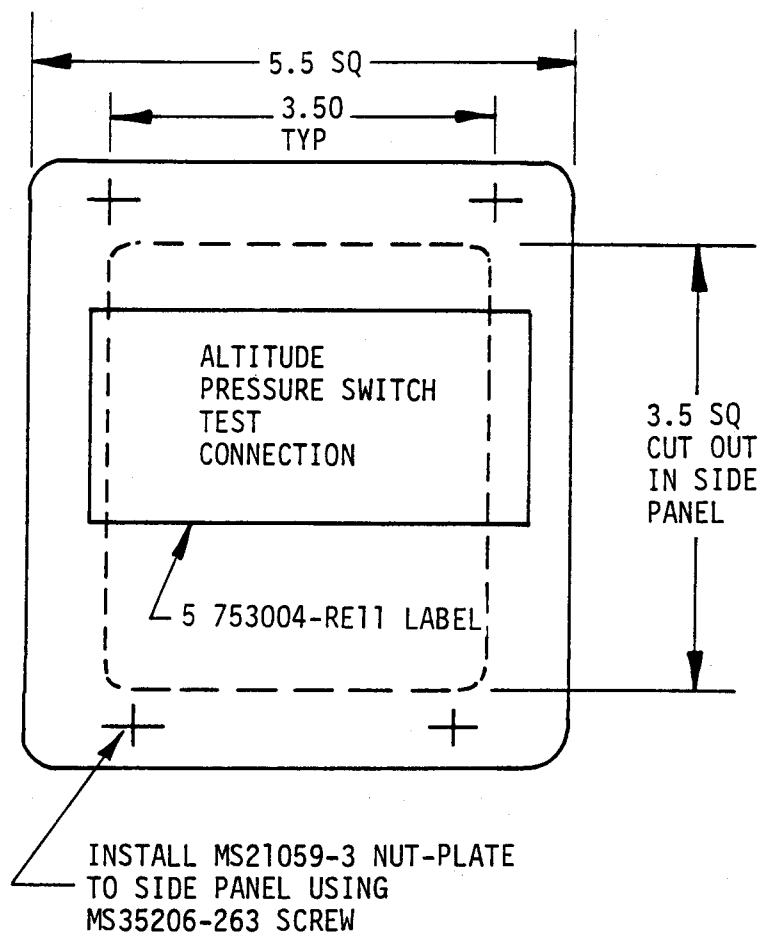 5.5 SQ
3.50
TYP
ALTITUDE
PRESSURE SWITCH
TEST
CONNECTION
3.5 SQ
CUT OUT
IN SIDE
PANEL
5 753004-RE11 LABEL
INSTALL MS21059-3 NUT-PLATE
TO SIDE PANEL USING
MS35206-263 SCREW